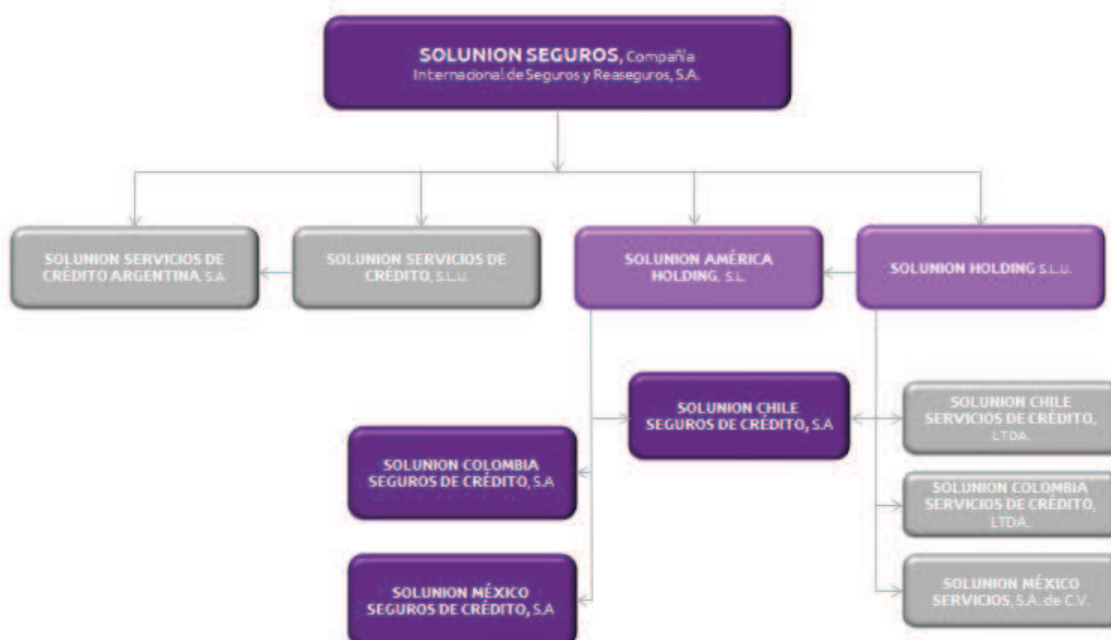 SOLUNION SEGUROS, Compañía
Internacional de Seguros y Reaseguros, S.A.
SOLUNION SERVICIOS DE
CRÉDITO ARGENTINA S.A
SOLUNION SERVICIOS DE
CRÉDITO, S.L.U.
SOLUNION AMÉRICA
HOLDING, S.L.
SOLUNION HOLDING S.L.U.
SOLUNION CHILE
SEGUROS DE CRÉDITO, S.A
SOLUNION CHILE
SERVICIOS DE CRÉDITO,
LTDA.
SOLUNION COLOMBIA
SEGUROS DE CRÉDITO, S.A
SOLUNION COLOMBIA
SERVICIOS DE CRÉDITO,
LTDA.
SOLUNION MÉXICO
SEGUROS DE CRÉDITO, S.A
SOLUNION MÉXICO
SERVICIOS, S.A. de C.V.